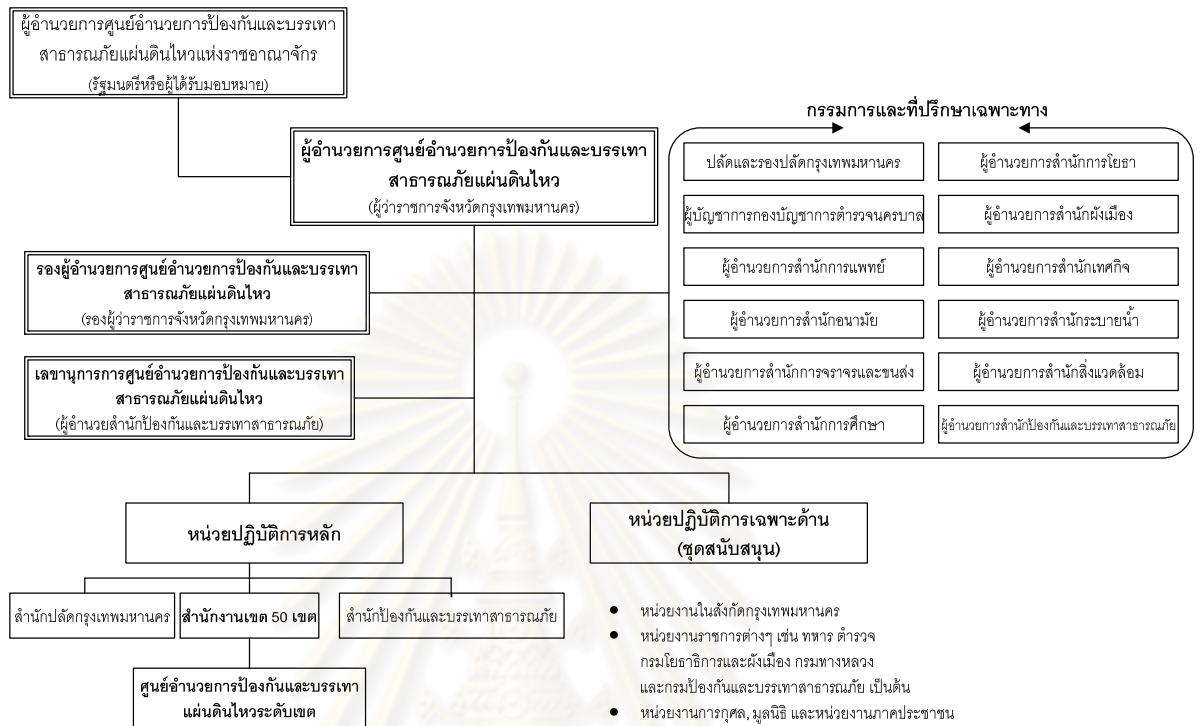 ผู้อำนวยการศูนย์อำนวยการป้องกันและบรรเทา
สาธารณภัยแผ่นดินไหวแห่งราชอาณาจักร
(รัฐมนตรีหรือผู้ได้รับมอบหมาย)
ผู้อำนวยการศูนย์อำนวยการป้องกันและบรรเทา
สาธารณภัยแผ่นดินไหว
(ผู้ว่าราชการจังหวัดกรุงเทพมหานคร)
รองผู้อำนวยการศูนย์อำนวยการป้องกันและบรรเทา
สาธารณภัยแผ่นดินไหว
(รองผู้ว่าราชการจังหวัดกรุงเทพมหานคร)
เลขานุการการศูนย์อำนวยการป้องกันและบรรเทา
สาธารณภัยแผ่นดินไหว
(ผู้อำนวยสำนักป้องกันและบรรเทาสาธารณภัย)
กรรมการและที่ปรึกษาเฉพาะทาง
ปลัดและรองปลัดกรุงเทพมหานคร
ผู้อำนวยการสำนักการโยธา
ผู้บัญชาการกองบัญชาการตำรวจนครบาล
ผู้อำนวยการสำนักผังเมือง
ผู้อำนวยการสำนักการแพทย์
ผู้อำนวยการสำนักเทศกิจ
ผู้อำนวยการสำนักอนามัย
ผู้อำนวยการสำนักระบายน้ำ
ผู้อำนวยการสำนักการจราจรและขนส่ง
ผู้อำนวยการสำนักสิ่งแวดล้อม
ผู้อำนวยการสำนักการศึกษา
ผู้อำนวยการสำนักป้องกันและบรรเทาสาธารณภัย
หน่วยปฏิบัติการหลัก
หน่วยปฏิบัติการเฉพาะด้าน
(ชุดสนับสนุน)
สำนักปลัดกรุงเทพมหานคร
สำนักงานเขต 50 เขต
สำนักป้องกันและบรรเทาสาธารณภัย
ศูนย์อำนวยการป้องกันและบรรเทา
แผ่นดินไหวระดับเขต
● หน่วยงานในสังกัดกรุงเทพมหานคร
● หน่วยงานราชการต่างๆ เช่น ทหาร ตำรวจ
กรมโยธาธิการและผังเมือง กรมทางหลวง
และกรมป้องกันและบรรเทาสาธารณภัย เป็นต้น
● หน่วยงานการกุศล, มูลนิธิ และหน่วยงานภาคประชาชน